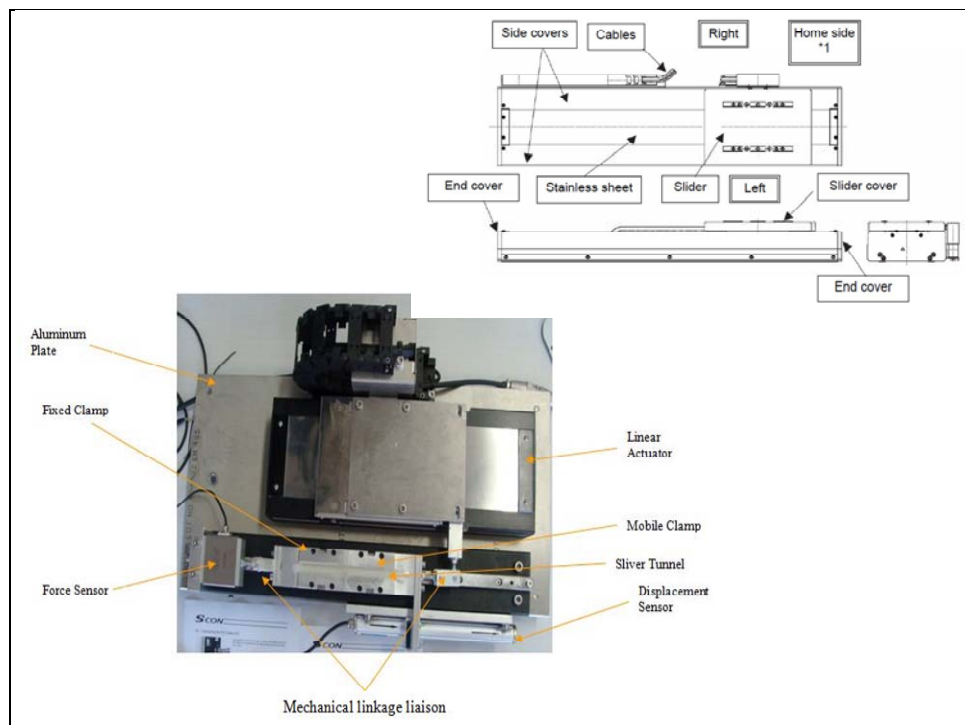 Side covers
Cables
Right
Home side
*1
End cover
Stainless sheet
Slider
Left
Slider cover
End cover
Aluminum
Plate
Fixed Clamp
Linear
Actuator
Mobile Clamp
Sliver Tunnel
Force Sensor
Displacement
Sensor
SCON
SCON
Mechanical linkage liaison